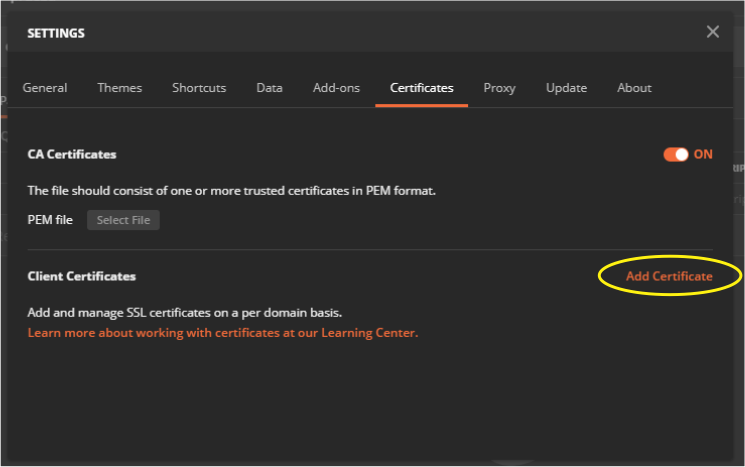 SETTINGS
General Themes Shortcuts Data Add-ons Certificates Proxy Update About
CA Certificates ON
The file should consist of one or more trusted certificates in PEM format.
PEM file Select File
Client Certificates Add Certificate
Add and manage SSL certificates on a per domain basis.
Learn more about working with certificates at our Learning Center.